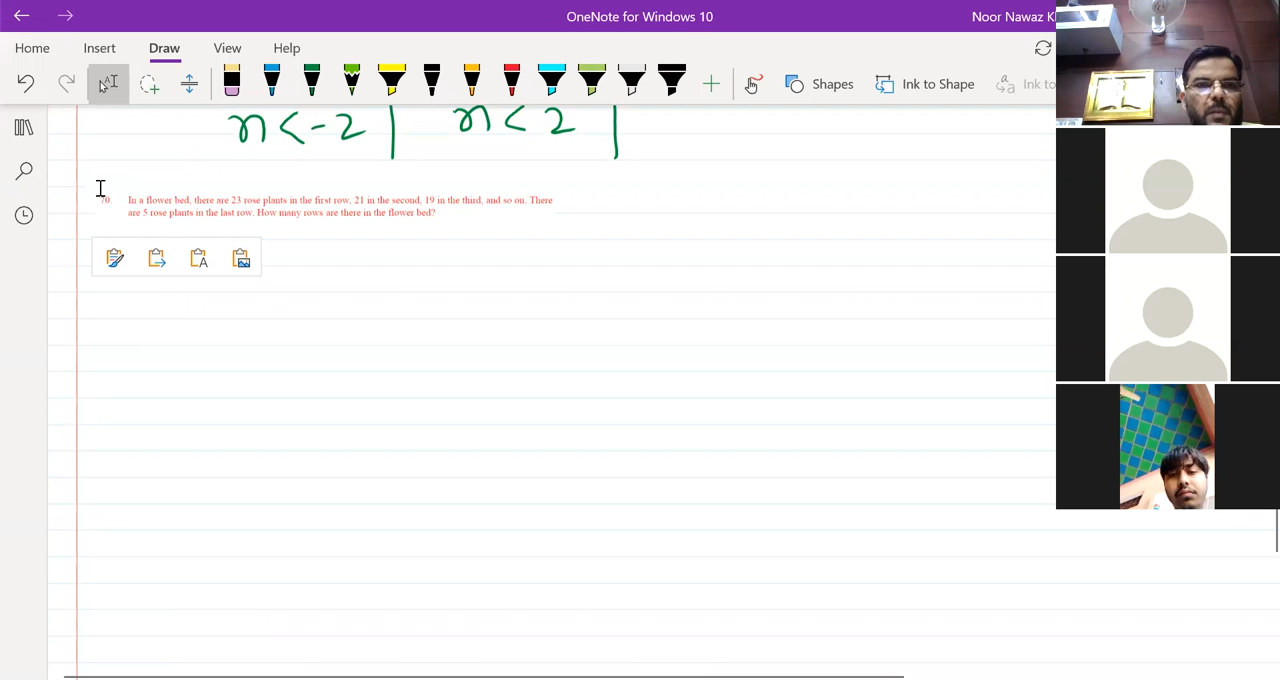 OneNote for Windows 10
Noor Nawaz K
Home Insert Draw View Help
Shapes Ink to Shape Ink to
n < -2 | n < 2 |
70. In a flower bed, there are 23 rose plants in the first row, 21 in the second, 19 in the third, and so on. There
are 5 rose plants in the last row. How many rows are there in the flower bed?